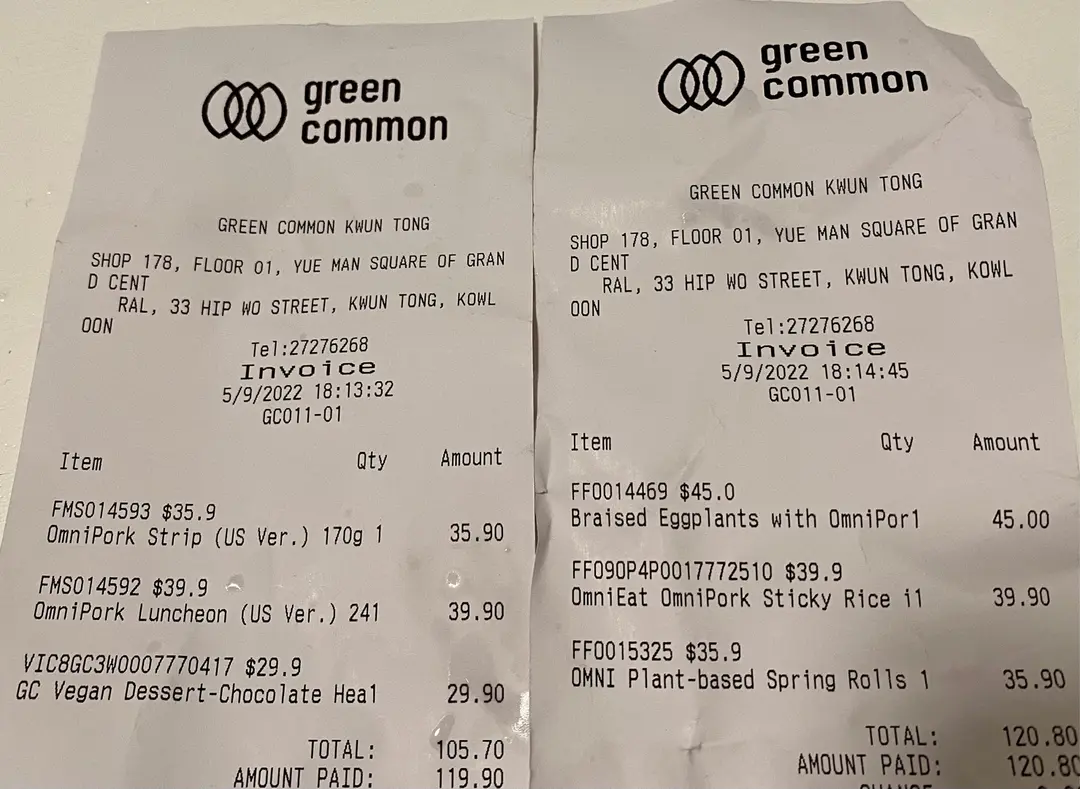 green
common
GREEN COMMON KWUN TONG
SHOP 178, FLOOR 01, YUE MAN SQUARE OF GRAN
D CENT
RAL, 33 HIP WO STREET, KWUN TONG, KOWL
OON
Tel:27276268
Invoice
5/9/2022 18:13:32
GC011-01
Item Qty Amount
FMS014593 $35.9
OmniPork Strip (US Ver.) 170g 1 35.90
FMS014592 $39.9
OmniPork Luncheon (US Ver.) 241 39.90
VIC8GC3W0007770417 $29.9
GC Vegan Dessert-Chocolate Hea1 29.90
TOTAL: 105.70
AMOUNT PAID: 119.90
green
common
GREEN COMMON KWUN TONG
SHOP 178, FLOOR 01, YUE MAN SQUARE OF GRAN
D CENT
RAL, 33 HIP WO STREET, KWUN TONG, KOWL
OON
Tel:27276268
Invoice
5/9/2022 18:14:45
GC011-01
Item Qty Amount
FF0014469 $45.0
Braised Eggplants with OmniPor1 45.00
FF090P4P0017772510 $39.9
OmniEat OmniPork Sticky Rice i1 39.90
FF0015325 $35.9
OMNI Plant-based Spring Rolls 1 35.90
TOTAL: 120.80
AMOUNT PAID: 120.80